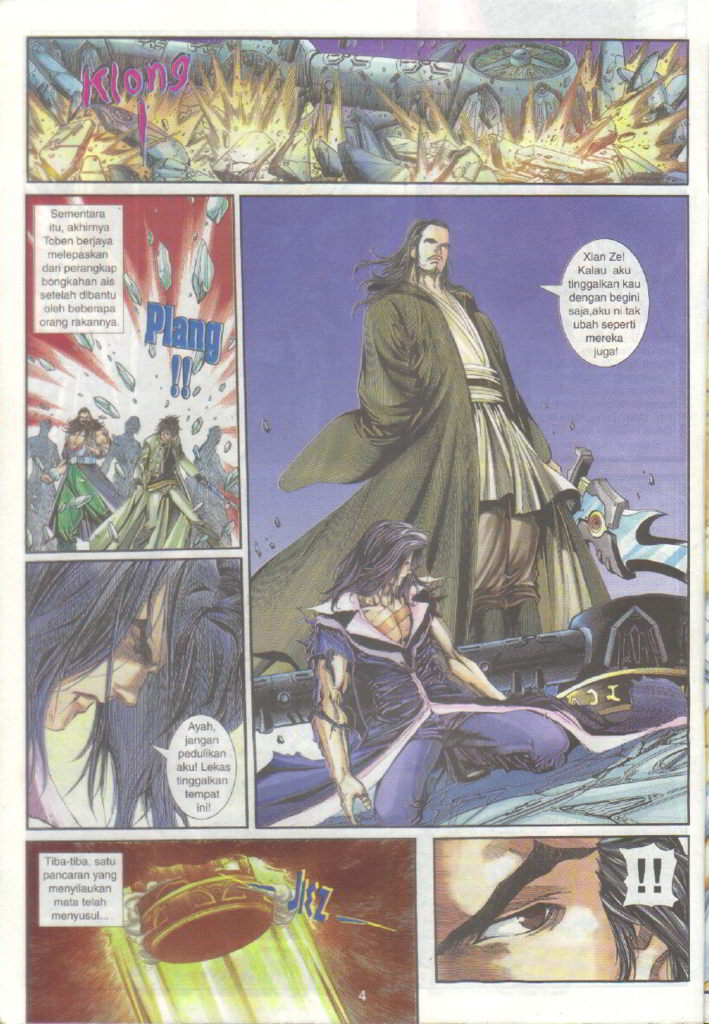 Klong
!
Sementara
itu, akhirnya
Toben berjaya
melepaskan
dari perangkap
bongkahan ais
setelah dibantu
oleh beberapa
orang rakannya.
Plang
!!
Xian Ze!
Kalau aku
tinggalkan kau
dengan begini
saja,aku ni tak
ubah seperti
mereka
juga!
Ayah,
jangan
pedulikan
aku! Lekas
tinggalkan
tempat
ini!
Tiba-tiba, satu
pancaran yang
menyilaukan
mata telah
menyusul...
!!
4